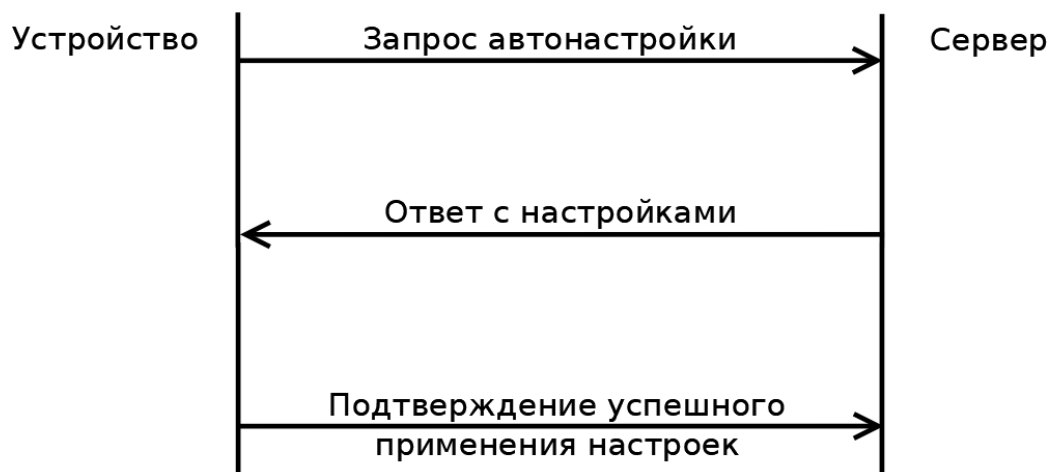 Устройство
Запрос автонастройки
Сервер
Ответ с настройками
Подтверждение успешного
применения настроек